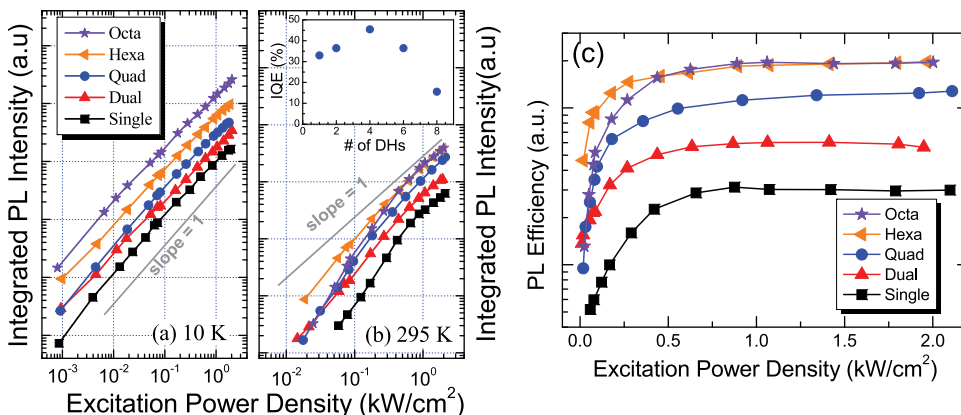 Integrated PL Intensity (a.u)
Octa
Hexa
Quad
Dual
Single
slope = 1
(a) 10 K
10⁻³ 10⁻² 10⁻¹ 10⁰
IQE (%)
50
40
30
20
10
0
0 2 4 6 8
# of DHs
slope = 1
(b) 295 K
10⁻² 10⁻¹ 10⁰
Integrated PL Intensity (a.u)
Excitation Power Density (kW/cm²)
(c)
PL Efficiency (a.u.)
Octa
Hexa
Quad
Dual
Single
0.0 0.5 1.0 1.5 2.0
Excitation Power Density (kW/cm²)